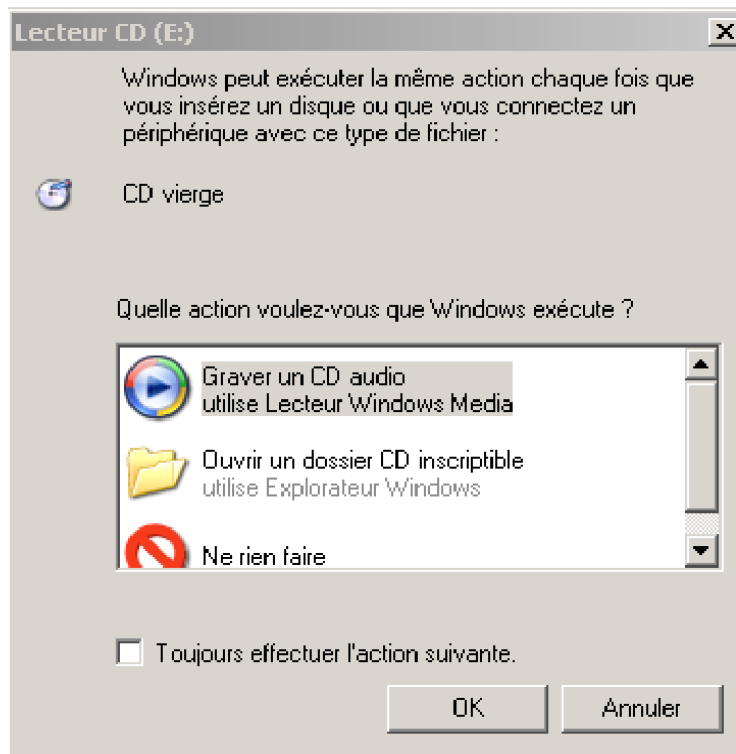 Lecteur CD (E:)
Windows peut exécuter la même action chaque fois que
vous insérez un disque ou que vous connectez un
périphérique avec ce type de fichier :
CD vierge
Quelle action voulez-vous que Windows exécute ?
Graver un CD audio
utilise Lecteur Windows Media
Ouvrir un dossier CD inscriptible
utilise Explorateur Windows
Ne rien faire
Toujours effectuer l'action suivante.
OK
Annuler